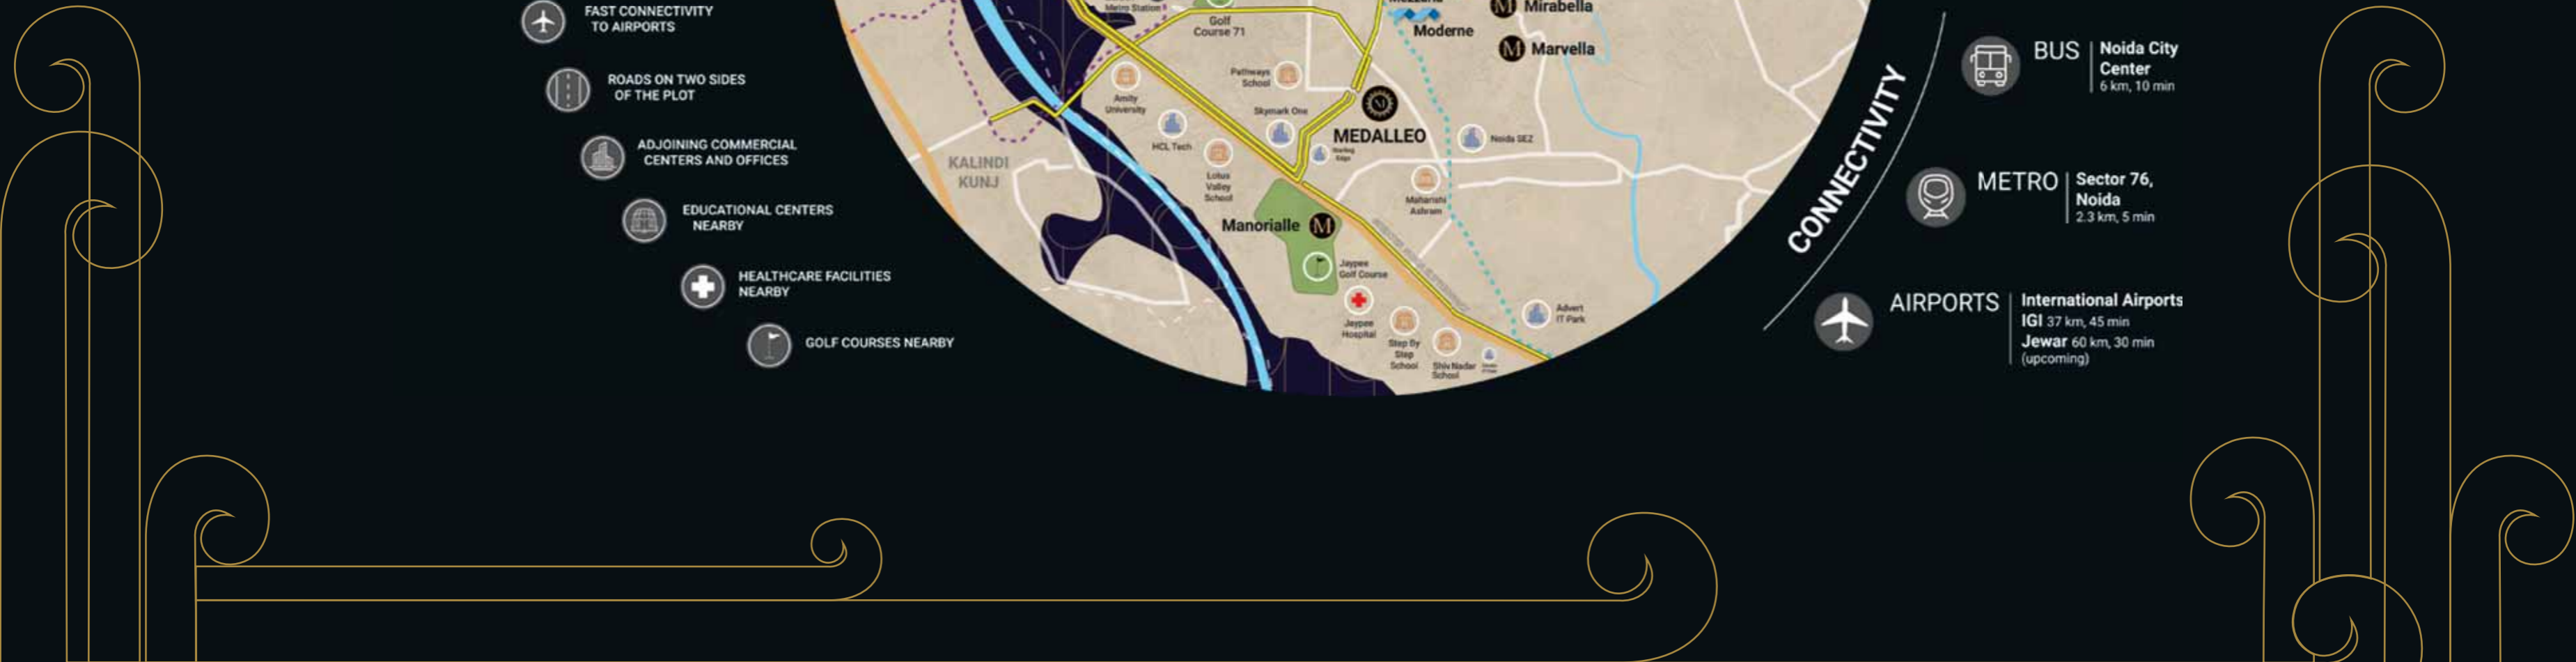 FAST CONNECTIVITY
TO AIRPORTS
ROADS ON TWO SIDES
OF THE PLOT
ADJOINING COMMERCIAL
CENTERS AND OFFICES
EDUCATIONAL CENTERS
NEARBY
HEALTHCARE FACILITIES
NEARBY
GOLF COURSES NEARBY
Metro Station
Golf
Course 71
Moderne
M Mirabella
M Marvella
Pathways
School
Amity
University
Skymark One
MEDALLEO
HCL Tech
Noida SEZ
KALINDI
KUNJ
Lotus
Valley
School
Maharishi
Ashram
Manorialle M
Jaypee
Golf Course
Jaypee
Hospital
Advert
IT Park
Step By
Step
School
Shiv Nadar
School
CONNECTIVITY
BUS
Noida City
Center
6 km, 10 min
METRO
Sector 76,
Noida
2.3 km, 5 min
AIRPORTS
International Airports
IGI 37 km, 45 min
Jewar 60 km, 30 min
(upcoming)